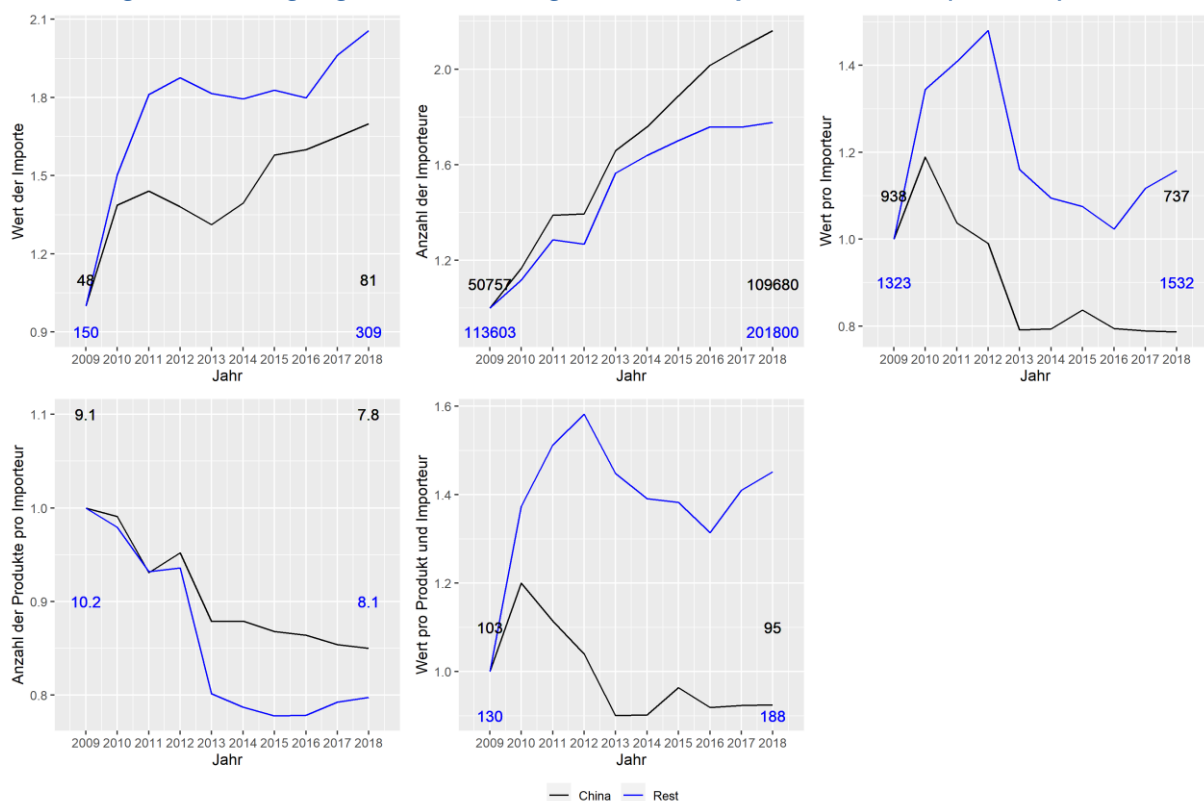 2.1
1.8
1.5
1.2
0.9
Wert der Importe
48
81
150
309
2009 2010 2011 2012 2013 2014 2015 2016 2017 2018
Jahr
2.0
1.6
1.2
Anzahl der Importeure
50757
109680
113603
201800
2009 2010 2011 2012 2013 2014 2015 2016 2017 2018
Jahr
1.4
1.2
1.0
0.8
Wert pro Importeur
938
737
1323
1532
2009 2010 2011 2012 2013 2014 2015 2016 2017 2018
Jahr
1.1
1.0
0.9
0.8
Anzahl der Produkte pro Importeur
9.1
7.8
10.2
8.1
2009 2010 2011 2012 2013 2014 2015 2016 2017 2018
Jahr
1.6
1.4
1.2
1.0
Wert pro Produkt und Importeur
103
95
130
188
2009 2010 2011 2012 2013 2014 2015 2016 2017 2018
Jahr
China Rest